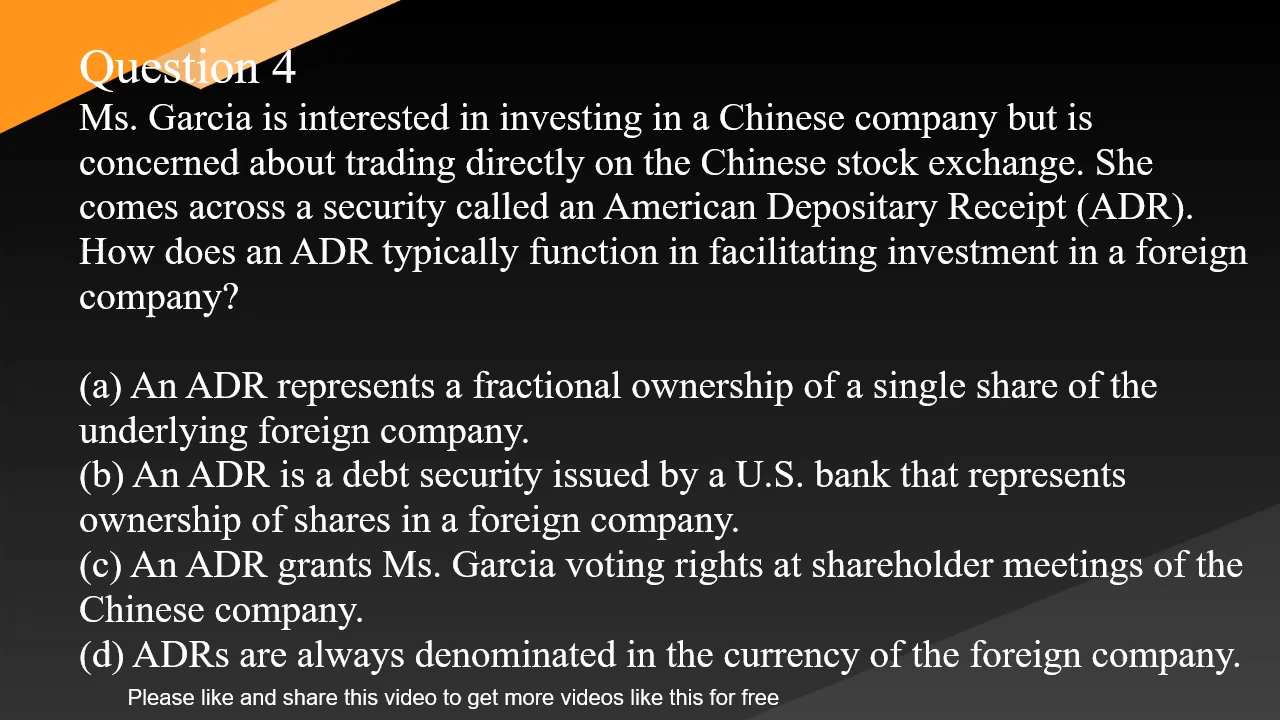 Question 4
Ms. Garcia is interested in investing in a Chinese company but is
concerned about trading directly on the Chinese stock exchange. She
comes across a security called an American Depositary Receipt (ADR).
How does an ADR typically function in facilitating investment in a foreign
company?
(a) An ADR represents a fractional ownership of a single share of the
underlying foreign company.
(b) An ADR is a debt security issued by a U.S. bank that represents
ownership of shares in a foreign company.
(c) An ADR grants Ms. Garcia voting rights at shareholder meetings of the
Chinese company.
(d) ADRs are always denominated in the currency of the foreign company.
Please like and share this video to get more videos like this for free